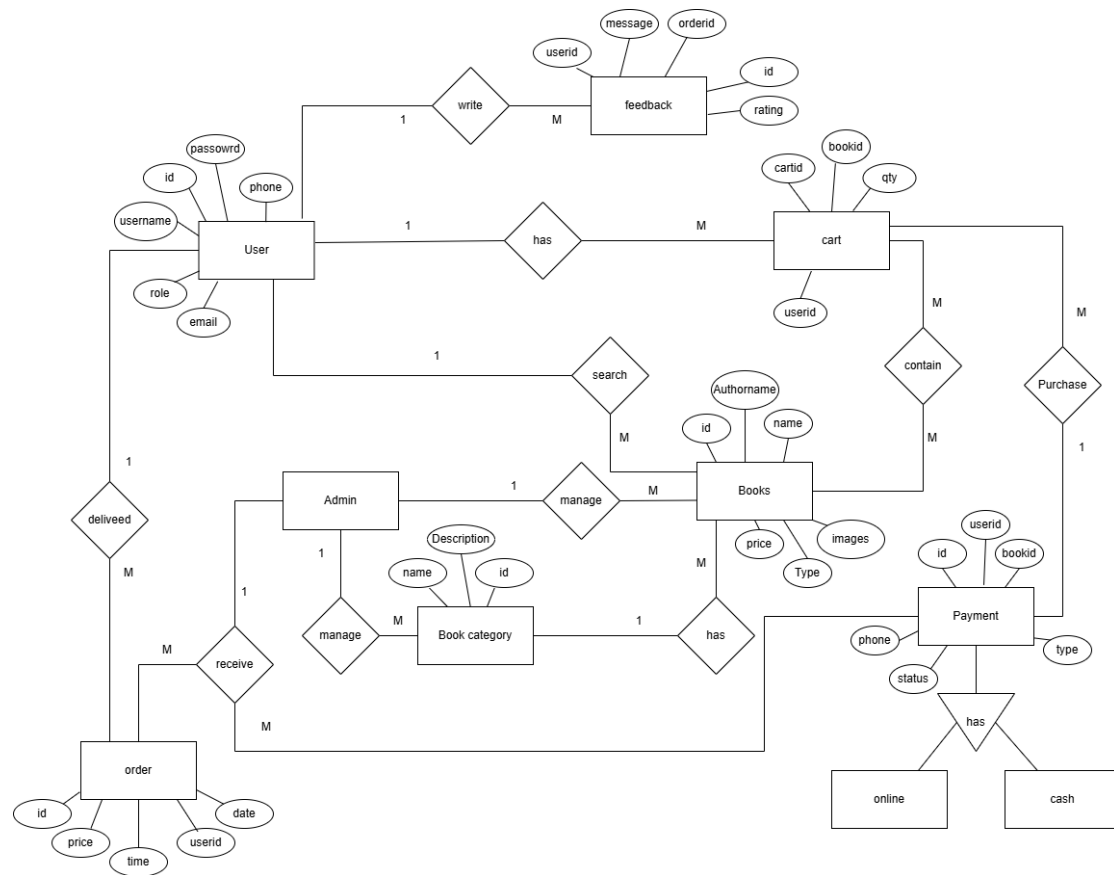 message
orderid
userid
id
write
feedback
1
M
rating
passowrd
bookid
id
phone
cartid
qty
username
User
1
has
M
cart
role
email
userid
M
M
1
search
contain
Purchase
Authorname
id
name
M
M
1
1
Admin
1
manage
M
Books
deliveed
userid
Description
price
images
id
bookid
1
name
id
M
Type
M
1
manage
M
Book category
1
has
Payment
M
receive
phone
type
status
M
has
order
online
cash
id
date
price
userid
time